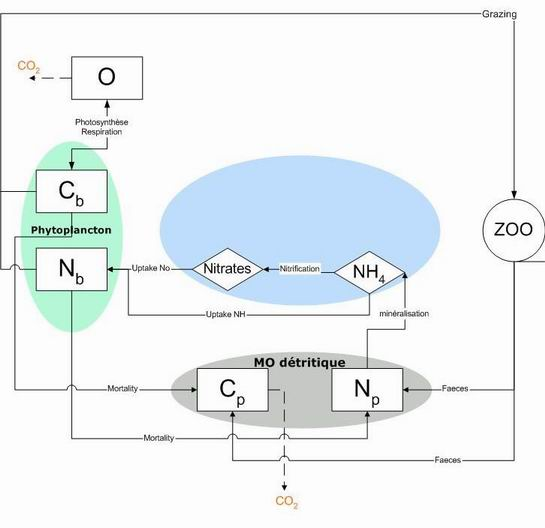 Grazing
CO2
O
Photosynthèse
Respiration
Cb
Phytoplancton
ZOO
Nb
Uptake No
Nitrates
Nitrification
NH4
Uptake NH
minéralisation
MO détritique
Mortality
Cp
Np
Faeces
Mortality
Faeces
CO2